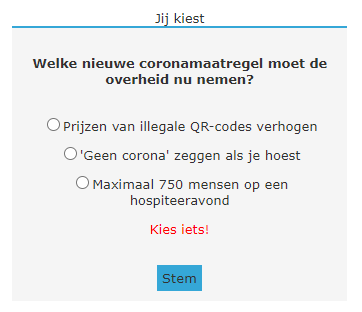 Jij kiest
Welke nieuwe coronamaatregel moet de
overheid nu nemen?
Prijzen van illegale QR-codes verhogen
'Geen corona' zeggen als je hoest
Maximaal 750 mensen op een
hospiteeravond
Kies iets!
Stem